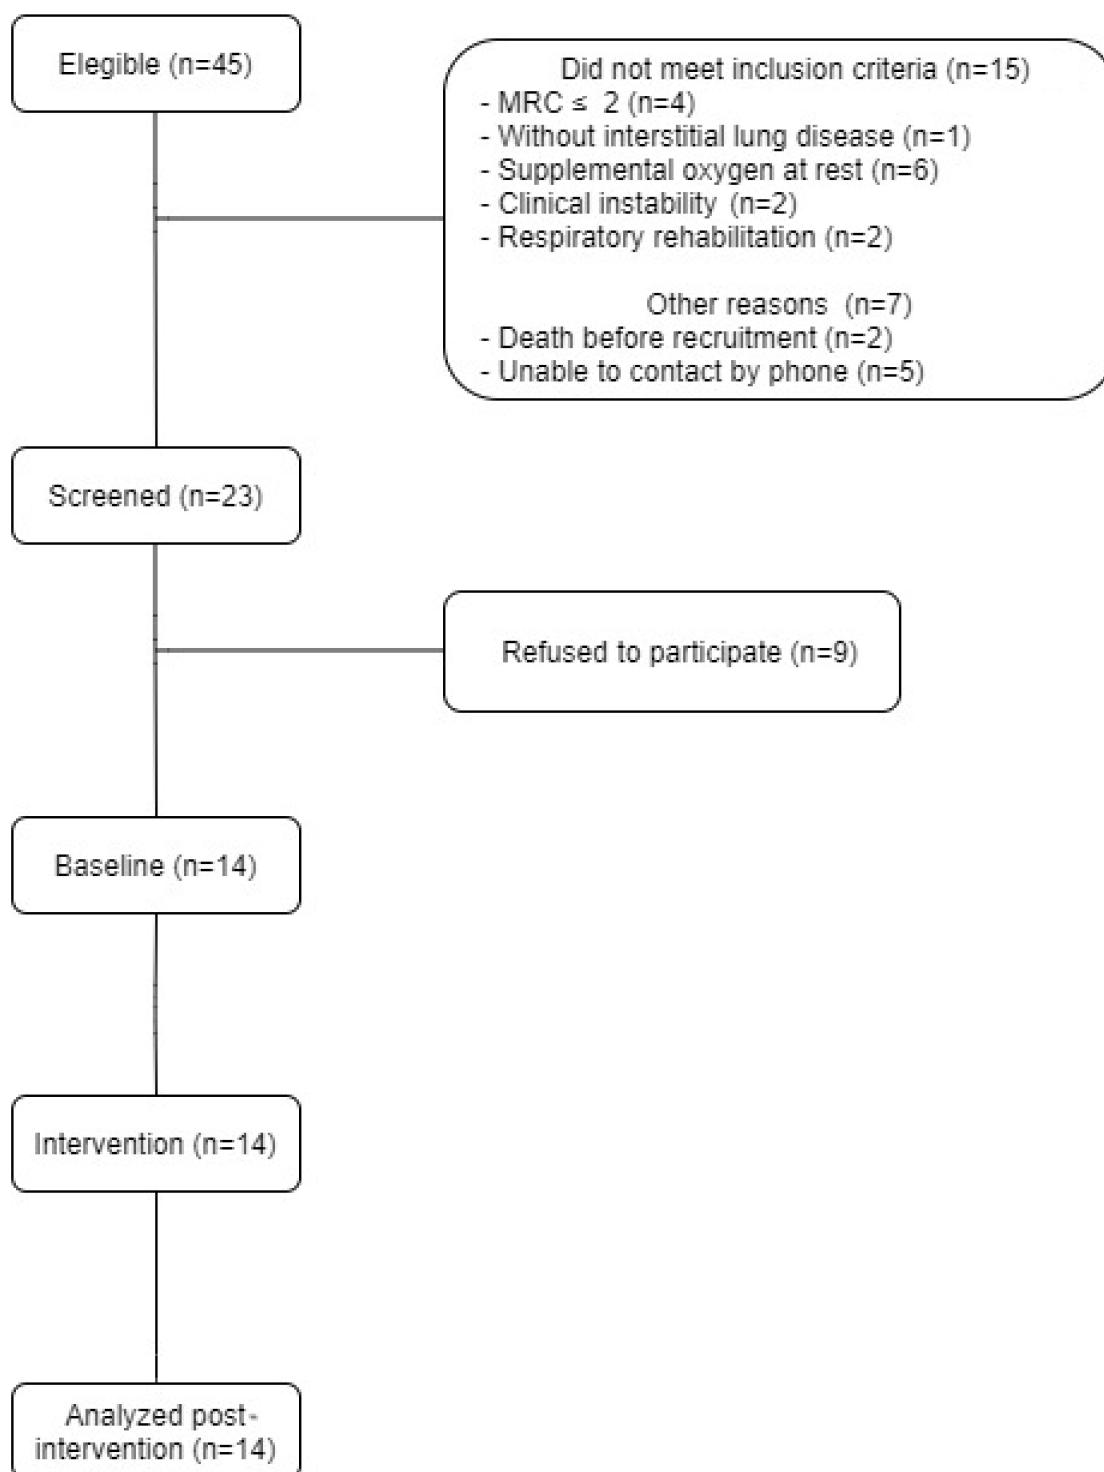 Elegible (n=45)
Did not meet inclusion criteria (n=15)
- MRC ≤ 2 (n=4)
- Without interstitial lung disease (n=1)
- Supplemental oxygen at rest (n=6)
- Clinical instability (n=2)
- Respiratory rehabilitation (n=2)
Other reasons (n=7)
- Death before recruitment (n=2)
- Unable to contact by phone (n=5)
Screened (n=23)
Refused to participate (n=9)
Baseline (n=14)
Intervention (n=14)
Analyzed post-
intervention (n=14)